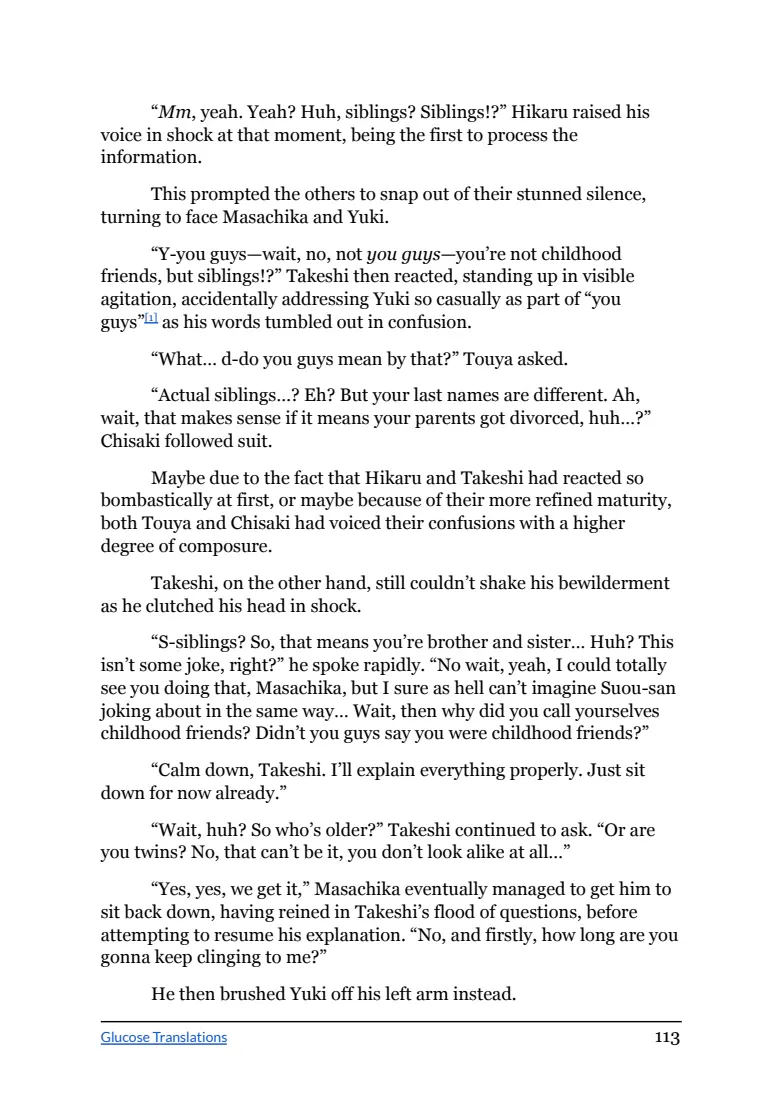 “Mm, yeah. Yeah? Huh, siblings? Siblings!?” Hikaru raised his
voice in shock at that moment, being the first to process the
information.
This prompted the others to snap out of their stunned silence,
turning to face Masachika and Yuki.
“Y-you guys—wait, no, not you guys—you’re not childhood
friends, but siblings!?” Takeshi then reacted, standing up in visible
agitation, accidentally addressing Yuki so casually as part of “you
guys”[1] as his words tumbled out in confusion.
“What... d-do you guys mean by that?” Touya asked.
“Actual siblings...? Eh? But your last names are different. Ah,
wait, that makes sense if it means your parents got divorced, huh...?”
Chisaki followed suit.
Maybe due to the fact that Hikaru and Takeshi had reacted so
bombastically at first, or maybe because of their more refined maturity,
both Touya and Chisaki had voiced their confusions with a higher
degree of composure.
Takeshi, on the other hand, still couldn’t shake his bewilderment
as he clutched his head in shock.
“S-siblings? So, that means you’re brother and sister... Huh? This
isn’t some joke, right?” he spoke rapidly. “No wait, yeah, I could totally
see you doing that, Masachika, but I sure as hell can’t imagine Suou-san
joking about in the same way... Wait, then why did you call yourselves
childhood friends? Didn’t you guys say you were childhood friends?”
“Calm down, Takeshi. I’ll explain everything properly. Just sit
down for now already.”
“Wait, huh? So who’s older?” Takeshi continued to ask. “Or are
you twins? No, that can’t be it, you don’t look alike at all...”
“Yes, yes, we get it,” Masachika eventually managed to get him to
sit back down, having reined in Takeshi’s flood of questions, before
attempting to resume his explanation. “No, and firstly, how long are you
gonna keep clinging to me?”
He then brushed Yuki off his left arm instead.
Glucose Translations 113